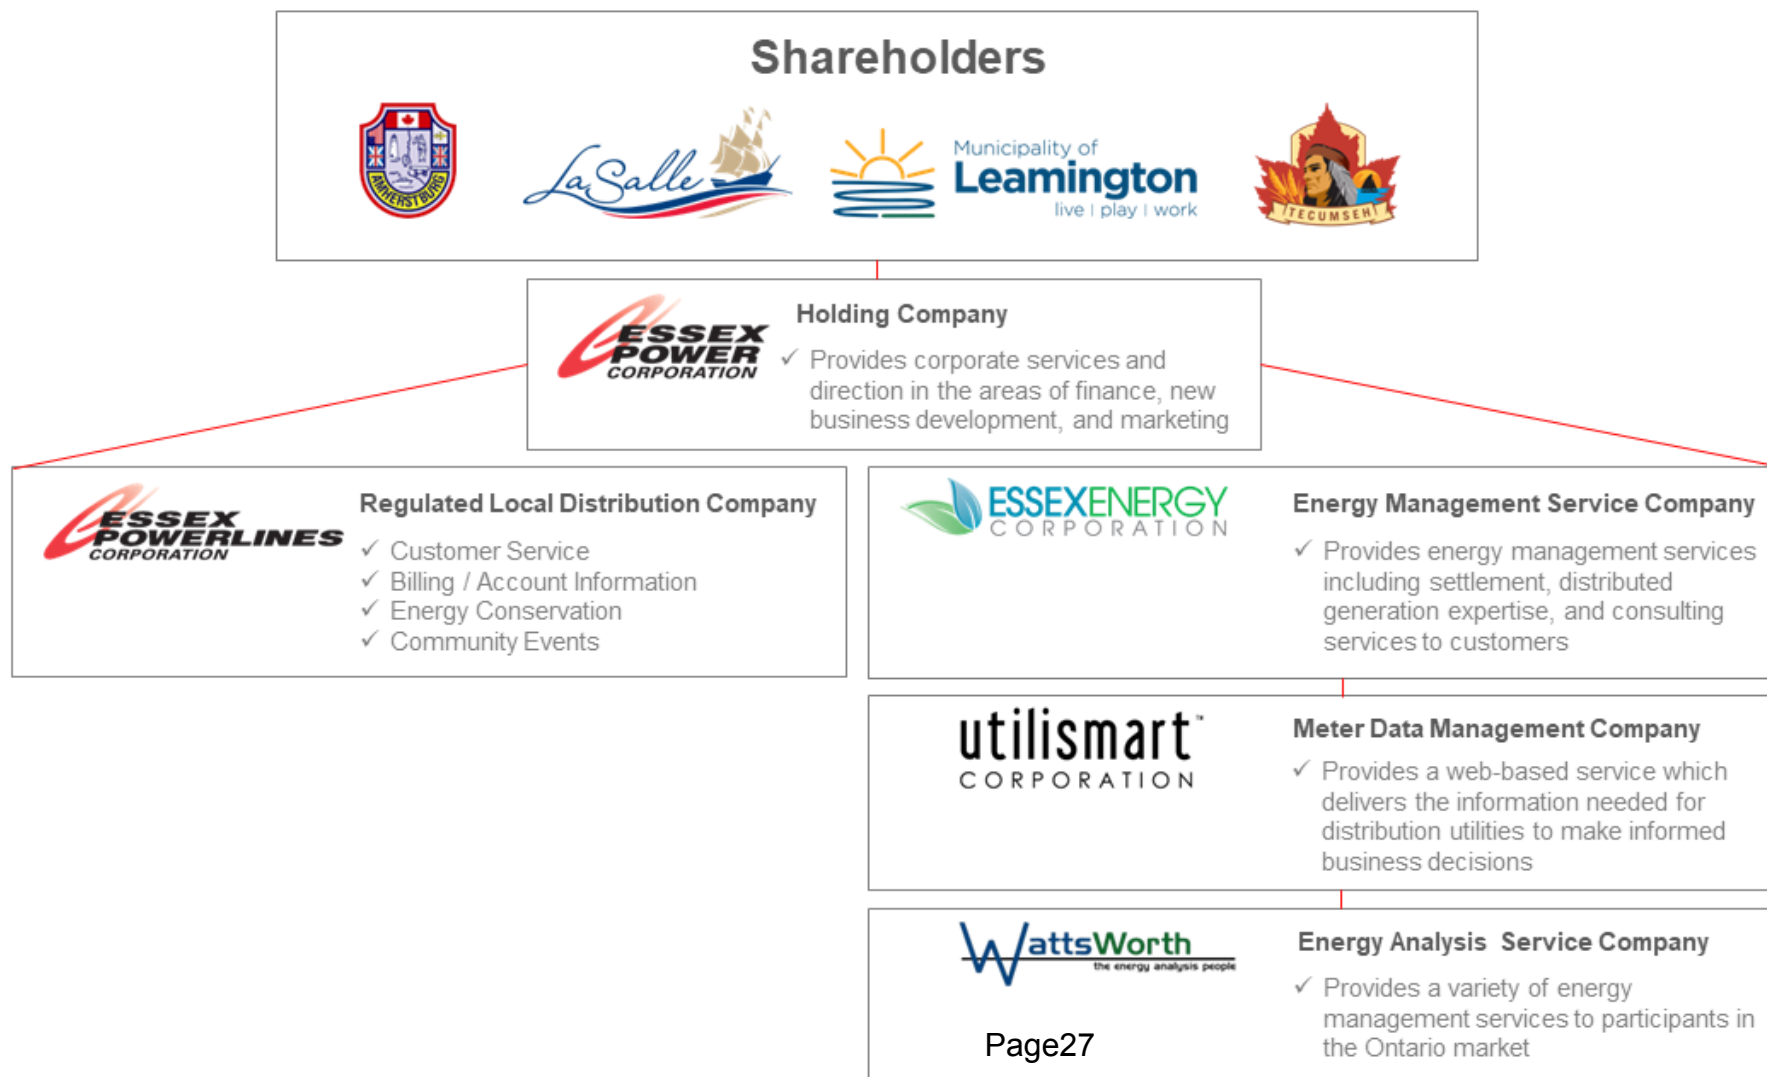 Shareholders
AMHERSTBURG
LaSalle
Municipality of
Leamington
live | play | work
TECUMSEH
ESSEX
POWER
CORPORATION
Holding Company
✓ Provides corporate services and
direction in the areas of finance, new
business development, and marketing
ESSEX
POWERLINES
CORPORATION
Regulated Local Distribution Company
✓ Customer Service
✓ Billing / Account Information
✓ Energy Conservation
✓ Community Events
ESSEXENERGY
CORPORATION
Energy Management Service Company
✓ Provides energy management services
including settlement, distributed
generation expertise, and consulting
services to customers
utilismart™
CORPORATION
Meter Data Management Company
✓ Provides a web-based service which
delivers the information needed for
distribution utilities to make informed
business decisions
WattsWorth
the energy analysis people
Energy Analysis Service Company
✓ Provides a variety of energy
management services to participants in
the Ontario market
Page27